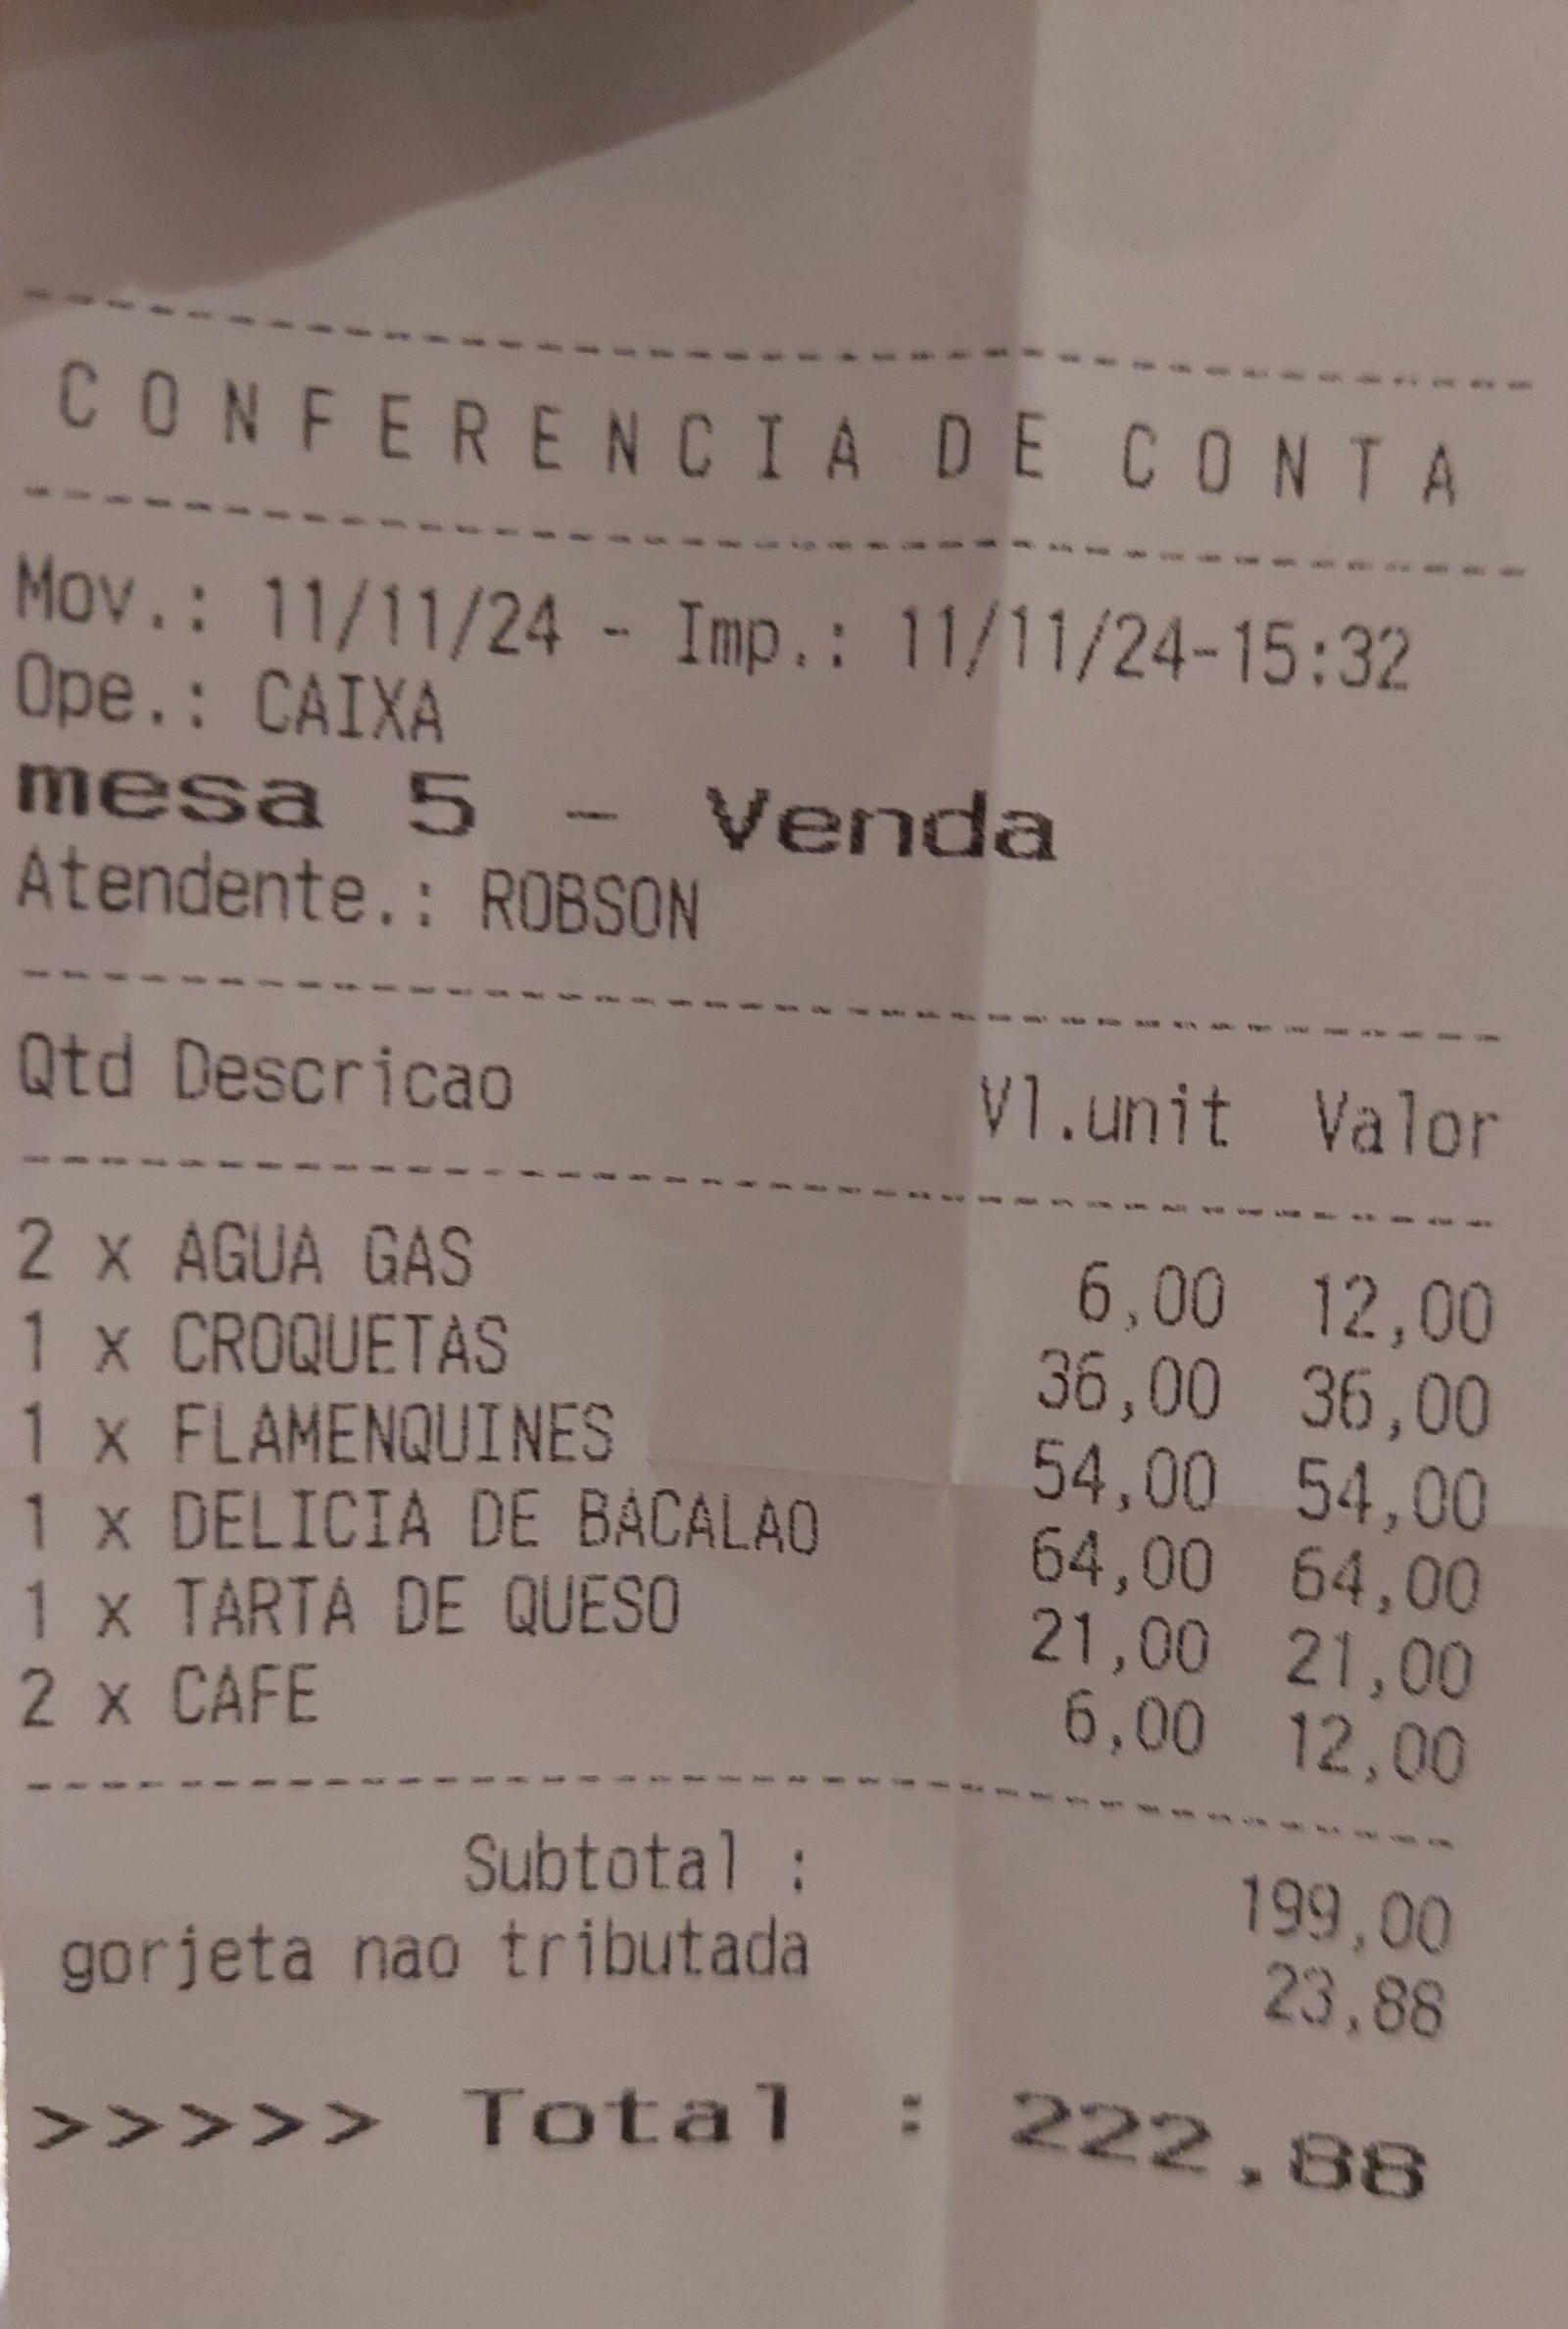 CONFERENCIA DE CONTA
Mov.: 11/11/24 - Imp.: 11/11/24-15:32
Ope.: CAIXA
mesa 5 - Venda
Atendente.: ROBSON
Qtd Descricao Vl.unit Valor
2 x AGUA GAS 6,00 12,00
1 x CROQUETAS 36,00 36,00
1 x FLAMENQUINES 54,00 54,00
1 x DELICIA DE BACALAO 64,00 64,00
1 x TARTA DE QUESO 21,00 21,00
2 x CAFE 6,00 12,00
Subtotal : 199,00
gorjeta nao tributada 23,88
>>>>> Total : 222,88